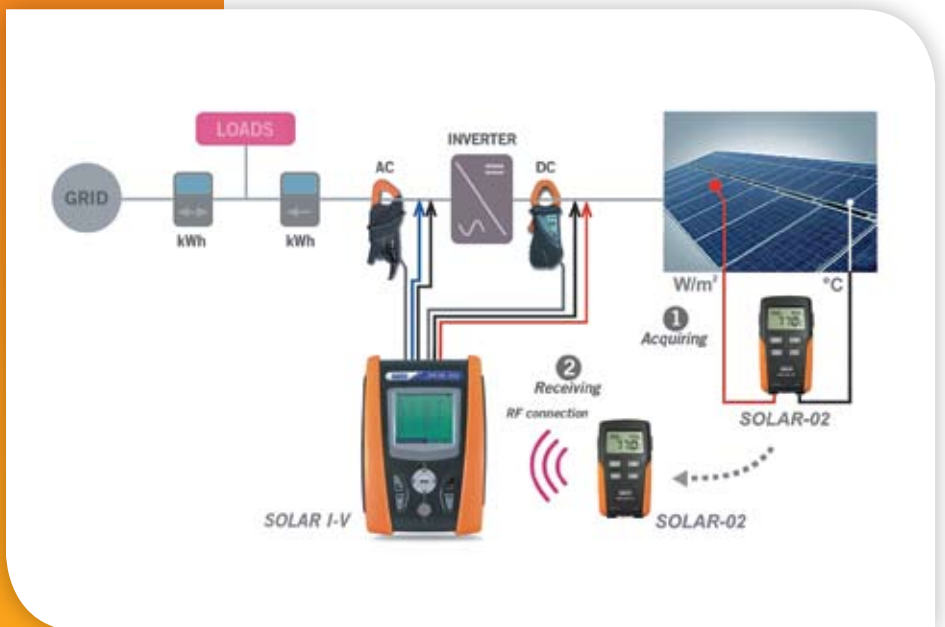 LOADS
INVERTER
AC
DC
GRID
kWh
kWh
W/m²
°C
1
Acquiring
2
Receiving
RF connection
SOLAR-02
SOLAR I-V
SOLAR-02